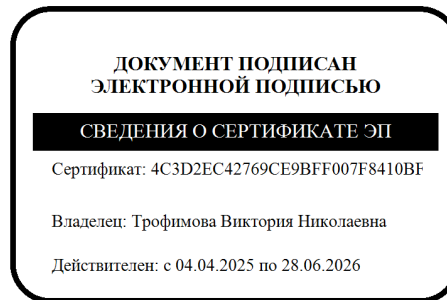 ДОКУМЕНТ ПОДПИСАН
ЭЛЕКТРОННОЙ ПОДПИСЬЮ
СВЕДЕНИЯ О СЕРТИФИКАТЕ ЭП
Сертификат: 4C3D2EC42769CE9BFF007F8410BF
Владелец: Трофимова Виктория Николаевна
Действителен: с 04.04.2025 по 28.06.2026